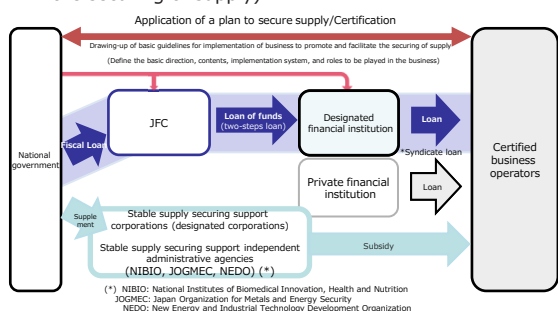 Application of a plan to secure supply/Certification
Drawing-up of basic guidelines for implementation of business to promote and facilitate the securing of supply
(Define the basic direction, contents, implementation system, and roles to be played in the business)
National
government
Fiscal Loan
JFC
Loan of funds
(two-steps loan)
Designated
financial institution
Loan
*Syndicate loan
Certified
business
operators
Private financial
institution
Loan
Supple
ment
Stable supply securing support
corporations (designated corporations)
Stable supply securing support independent
administrative agencies
(NIBIO, JOGMEC, NEDO) (*)
Subsidy
(*) NIBIO: National Institutes of Biomedical Innovation, Health and Nutrition
JOGMEC: Japan Organization for Metals and Energy Security
NEDO: New Energy and Industrial Technology Development Organization